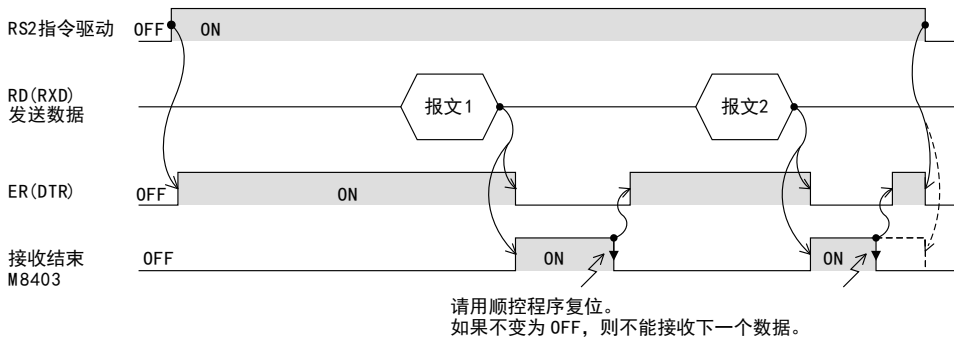 RS2指令驱动
OFF
ON
RD(RXD)
发送数据
报文1
报文2
ER(DTR)
OFF
ON
接收结束
M8403
OFF
ON
ON
请用顺控程序复位。
如果不变为OFF，则不能接收下一个数据。